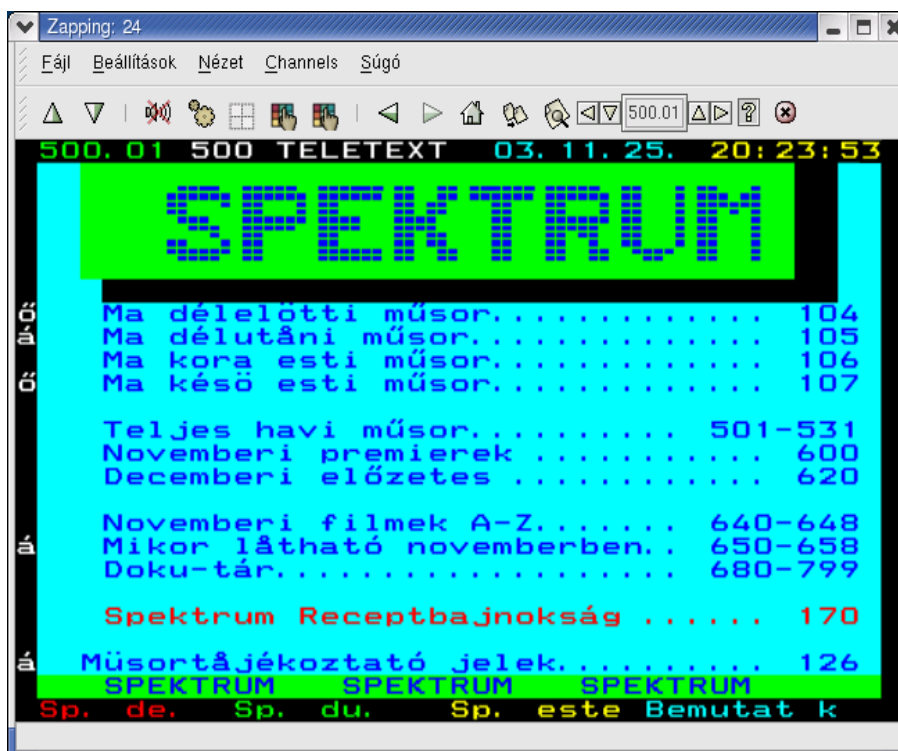 Zapping: 24
Fájl Beállítások Nézet Channels Súgó
500.01
500.01 500 TELETEXT 03. 11. 25. 20:23:53
SPEKTRUM
ő Ma délelötti műsor.............. 104
á Ma délutåni műsor............. 105
Ma kora esti műsor............. 106
ő Ma késö esti műsor............. 107
Teljes havi műsor.......... 501-531
Novemberi premierek ............ 600
Decemberi előzetes ............. 620
Novemberi filmek A-Z....... 640-648
á Mikor låtható novemberben.. 650-658
Doku-tár................... 680-799
Spektrum Receptbajnokság ...... 170
á Müsortåjékoztató jelek.......... 126
SPEKTRUM SPEKTRUM SPEKTRUM
Sp. de. Sp. du. Sp. este Bemutat k